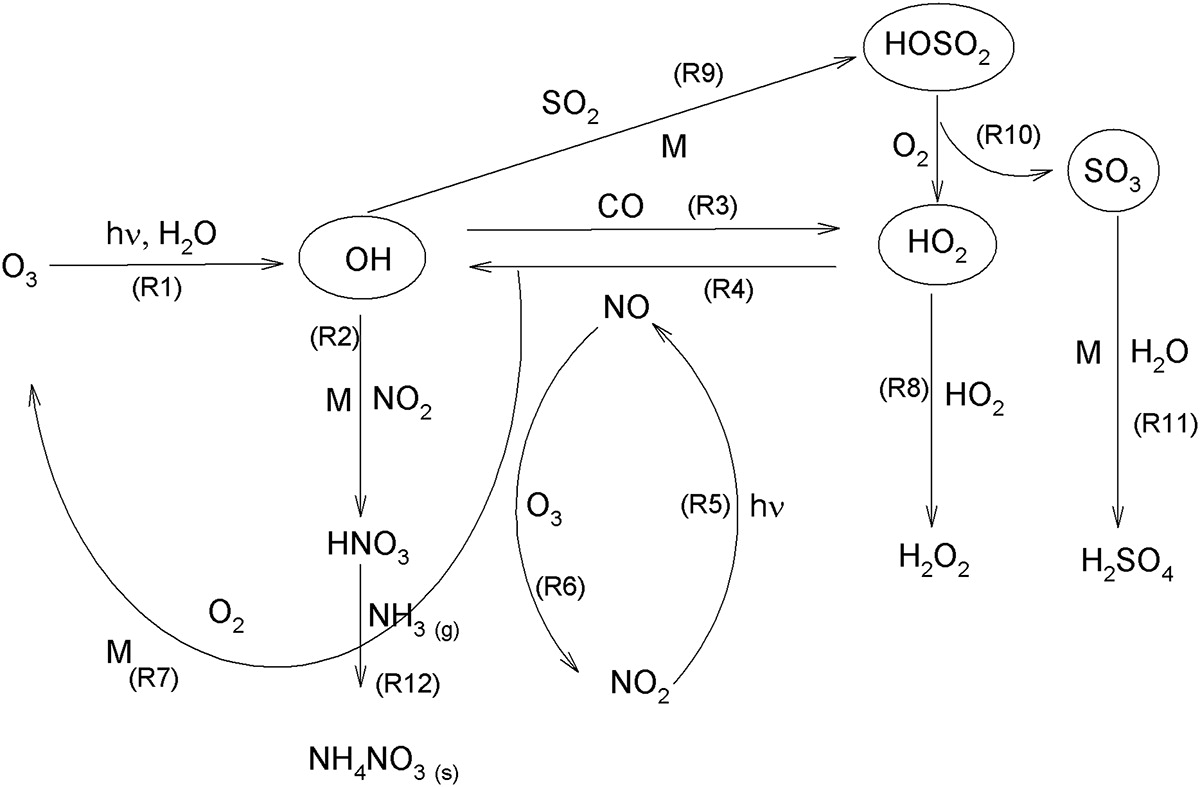 HOSO₂
(R9)
SO₂
M
O₂
(R10)
SO₃
CO
(R3)
hν, H₂O
O₃
(R1)
OH
HO₂
(R4)
NO
(R2)
M
NO₂
M
H₂O
(R8)
HO₂
(R11)
O₃
(R5)
hν
HNO₃
H₂O₂
H₂SO₄
(R6)
O₂
NH₃ (g)
M
(R7)
(R12)
NO₂
NH₄NO₃ (s)